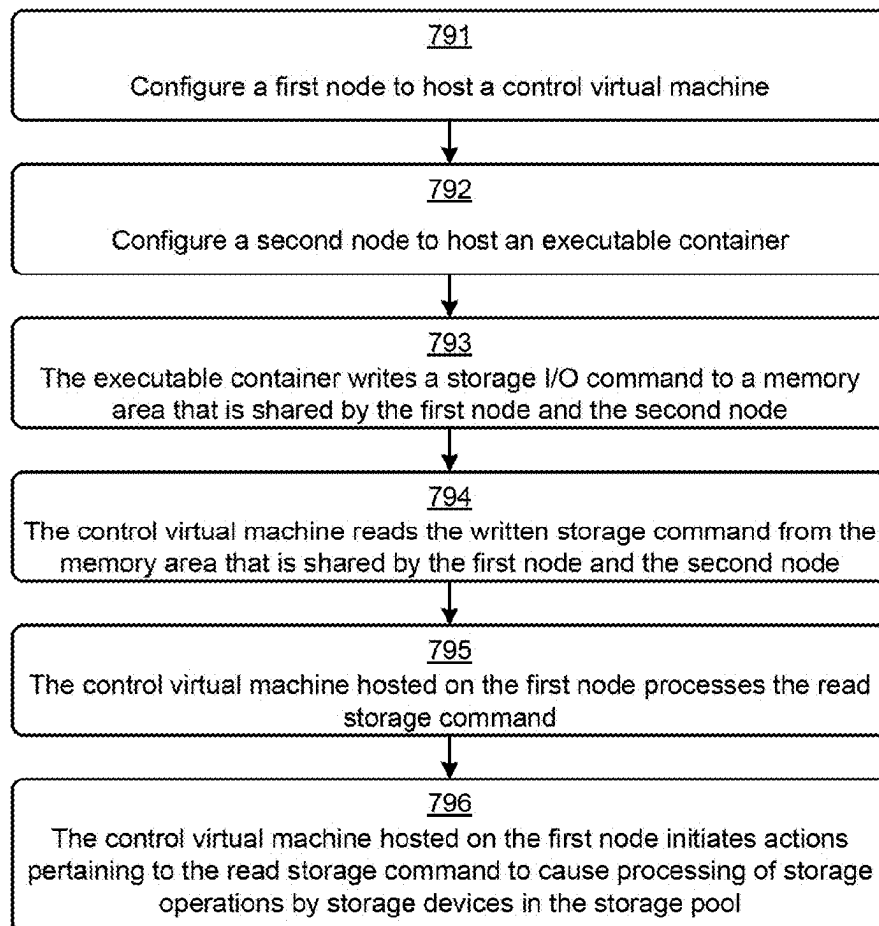 791
Configure a first node to host a control virtual machine
792
Configure a second node to host an executable container
793
The executable container writes a storage I/O command to a memory
area that is shared by the first node and the second node
794
The control virtual machine reads the written storage command from the
memory area that is shared by the first node and the second node
795
The control virtual machine hosted on the first node processes the read
storage command
796
The control virtual machine hosted on the first node initiates actions
pertaining to the read storage command to cause processing of storage
operations by storage devices in the storage pool